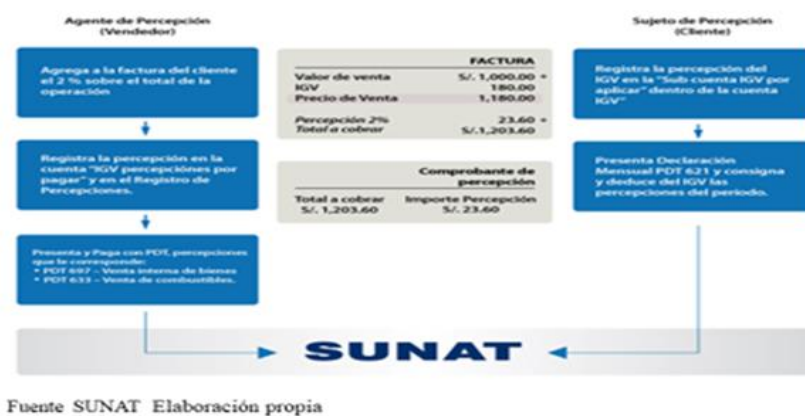 Agente de Percepción
(Vendedor)
Agrega a la factura del cliente
el 2 % sobre el total de la
operación
Registra la percepción en la
cuenta "IGV percepciónes por
pagar" y en el Registro de
Percepciones.
Presenta y Paga con PDT, percepciones
que le corresponde:
• PDT 697 – Venta interna de bienes
• PDT 633 – Venta de combustibles.
FACTURA
Valor de venta S/. 1,000.00 +
IGV 180.00
Precio de Venta 1,180.00
Percepción 2% 23.60 +
Total a cobrar S/.1,203.60
Comprobante de
percepción
Total a cobrar Importe Percepción
S/. 1,203.60 S/. 23.60
Sujeto de Percepción
(Cliente)
Registra la percepción del
IGV en la "Sub cuenta IGV por
aplicar" dentro de la cuenta
IGV"
Presenta Declaración
Mensual PDT 621 y consigna
y deduce del IGV las
percepciones del periodo.
SUNAT
Fuente SUNAT Elaboración propia